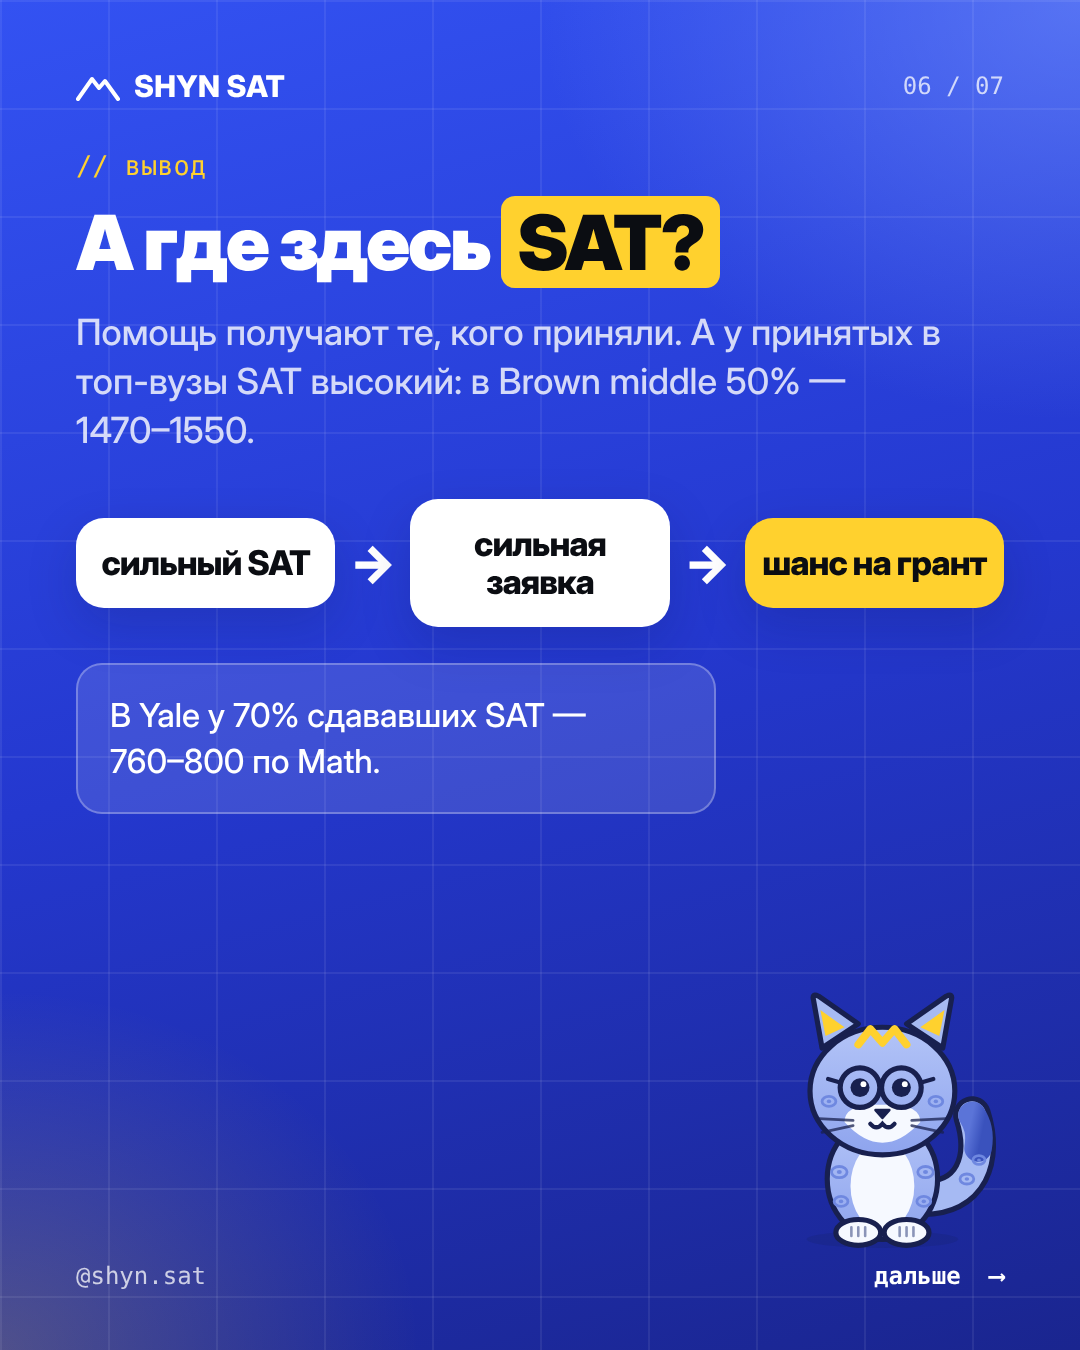 SHYN SAT
06 / 07
// вывод
А где здесь SAT?
Помощь получают те, кого приняли. А у принятых в
топ-вузы SAT высокий: в Brown middle 50% —
1470–1550.
сильный SAT → сильная
заявка → шанс на грант
В Yale у 70% сдававших SAT —
760–800 по Math.
@shyn.sat
дальше →